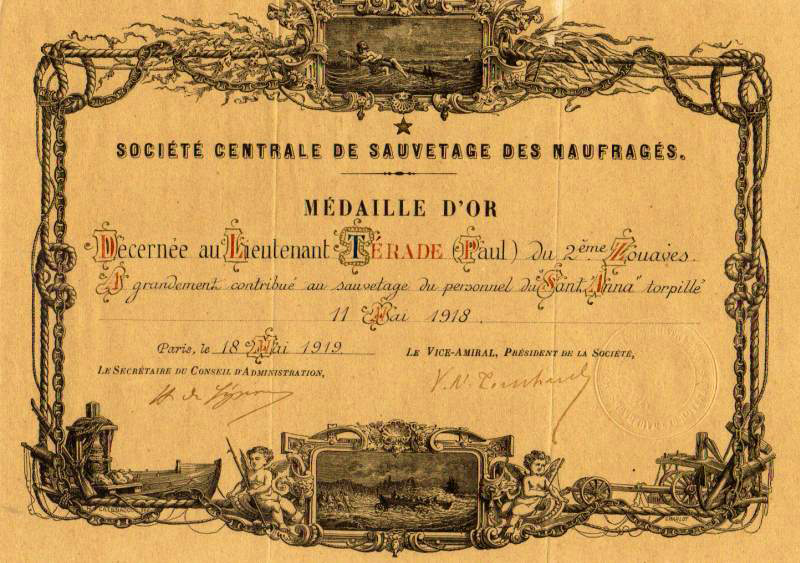 SOCIÉTÉ CENTRALE DE SAUVETAGE DES NAUFRAGÉS.
MÉDAILLE D'OR
Décernée au Lieutenant TÉRADE (Paul) du 2ème Zouaves.
A grandement contribué au sauvetage du personnel du "Sant Anna" torpillé
11 Mai 1918.
Paris, le 18 Mai 1919.
LE VICE-AMIRAL, PRÉSIDENT DE LA SOCIÉTÉ,
LE SECRÉTAIRE DU CONSEIL D'ADMINISTRATION,